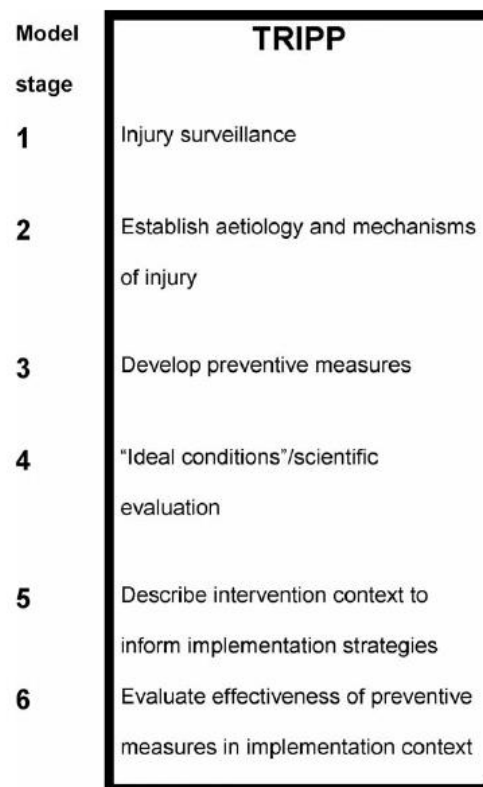 Model
stage
TRIPP
1 Injury surveillance
2 Establish aetiology and mechanisms
of injury
3 Develop preventive measures
4 “Ideal conditions”/scientific
evaluation
5 Describe intervention context to
inform implementation strategies
6 Evaluate effectiveness of preventive
measures in implementation context